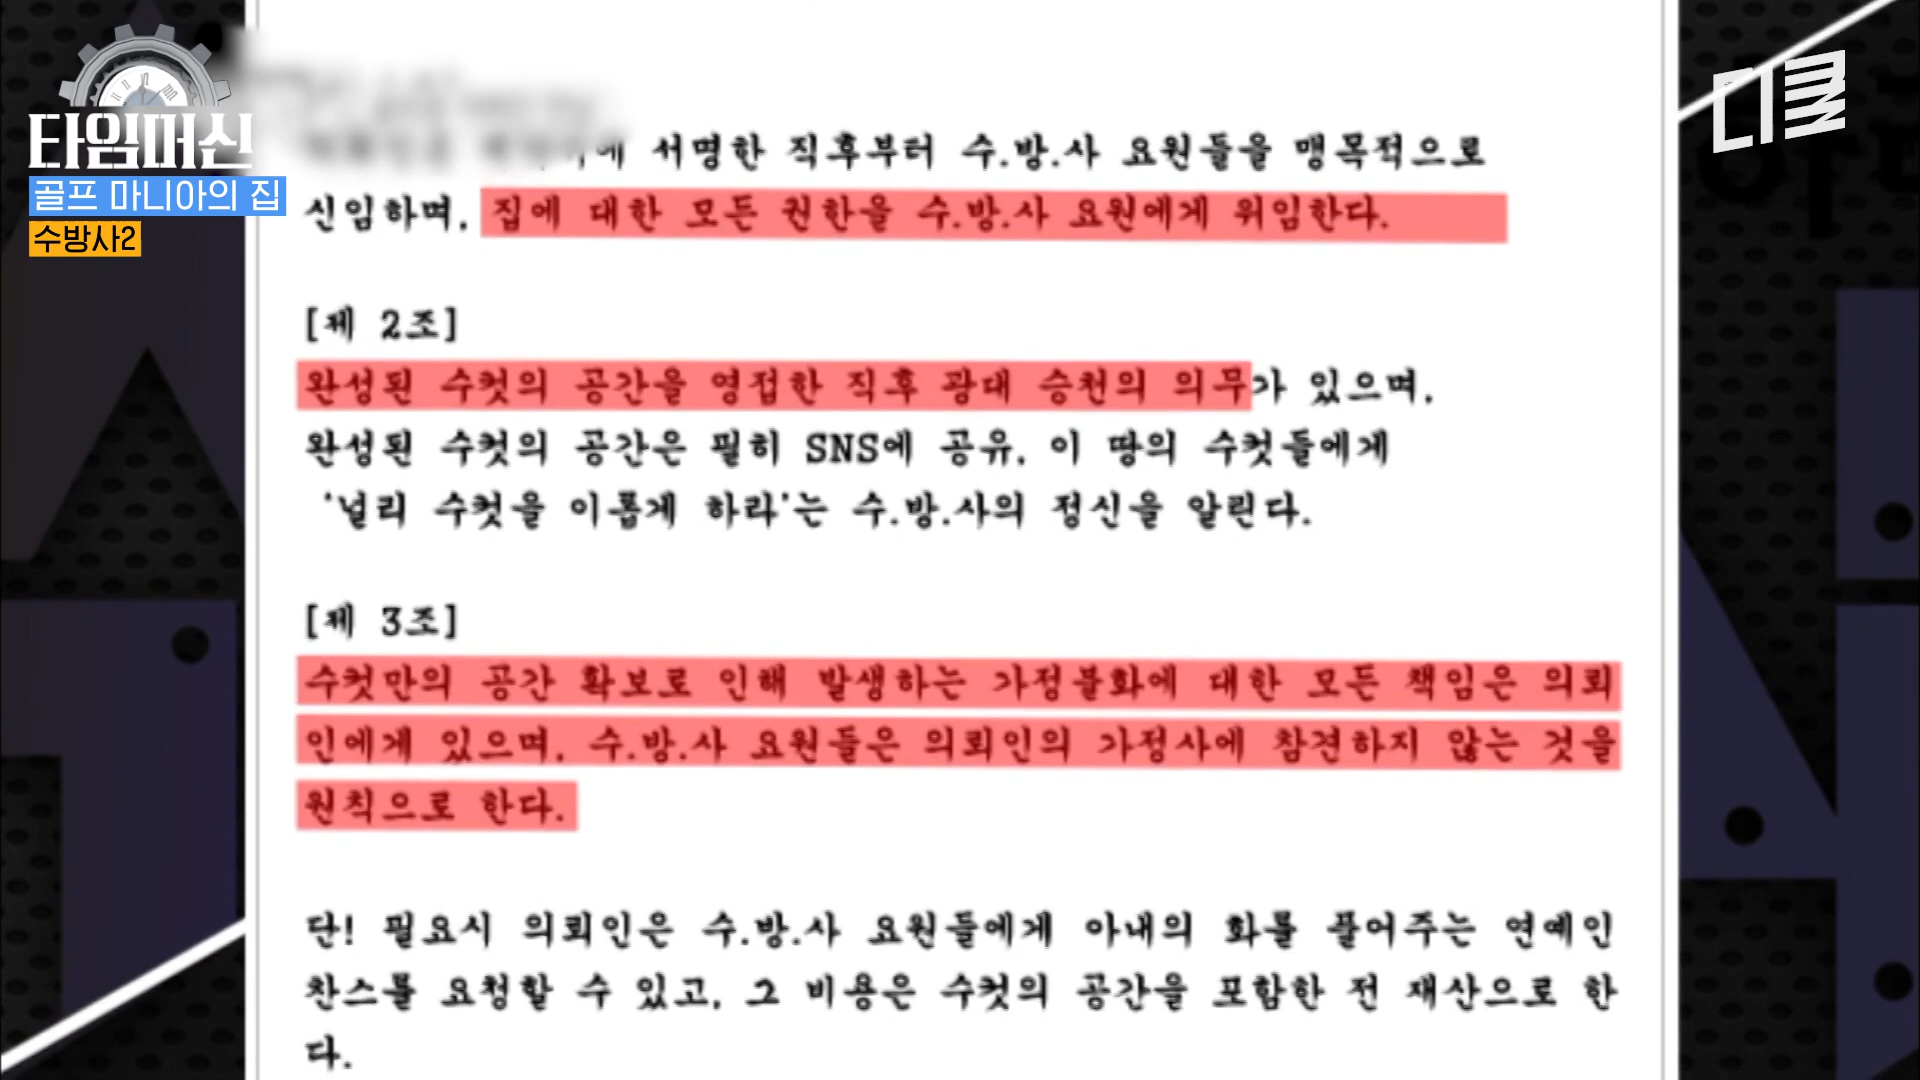 타임머신
골프 마니아의 집
수방사2
디클
서명한 직후부터 수.방.사 요원들을 맹목적으로
신임하며, 집에 대한 모든 권한을 수.방.사 요원에게 위임한다.
[제 2조]
완성된 수컷의 공간을 영접한 직후 광대 승천의 의무가 있으며,
완성된 수컷의 공간은 필히 SNS에 공유, 이 땅의 수컷들에게
'널리 수컷을 이롭게 하라'는 수.방.사의 정신을 알린다.
[제 3조]
수컷만의 공간 확보로 인해 발생하는 가정불화에 대한 모든 책임은 의뢰
인에게 있으며, 수.방.사 요원들은 의뢰인의 가정사에 참견하지 않는 것을
원칙으로 한다.
단! 필요시 의뢰인은 수.방.사 요원들에게 아내의 화를 풀어주는 연예인
찬스를 요청할 수 있고, 그 비용은 수컷의 공간을 포함한 전 재산으로 한
다.